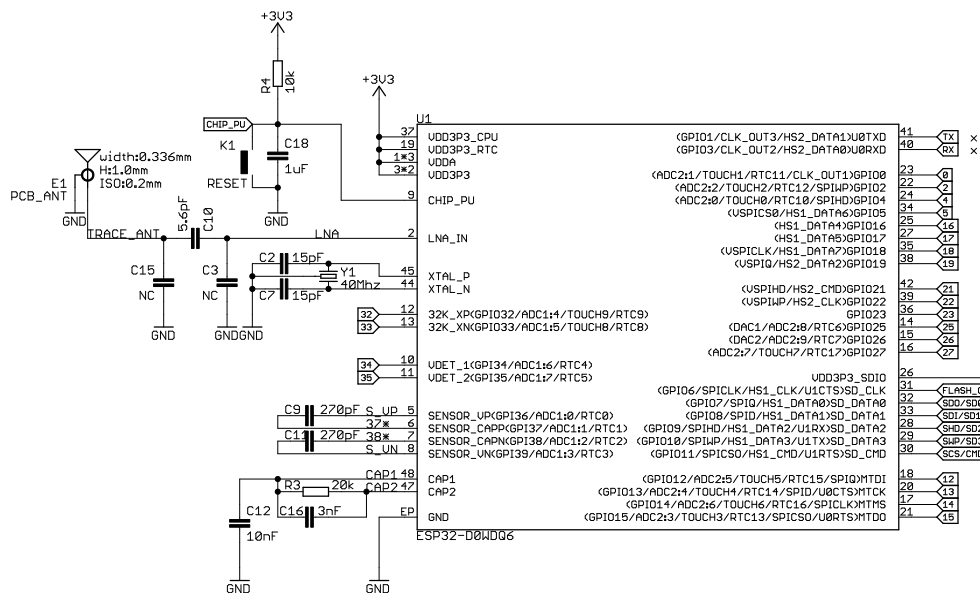 +3V3
R4
10k
+3V3
U1
CHIP_PU
K1
RESET
C18
1uF
GND
width:0.336mm
H:1.0mm
ISO:0.2mm
E1
PCB_ANT
GND
TRACE_ANT
5.6pF
C10
LNA
C15
NC
GND
C3
NC
GND
C2 15pF
Y1
40Mhz
C7 15pF
GND
37 VDD3P3_CPU
19 VDD3P3_RTC
1*3 VDDA
3*2 VDD3P3
9 CHIP_PU
2 LNA_IN
45 XTAL_P
44 XTAL_N
32 12 32K_XP(GPIO32/ADC1:4/TOUCH9/RTC9)
33 13 32K_XN(GPIO33/ADC1:5/TOUCH8/RTC8)
34 10 VDET_1(GPI34/ADC1:6/RTC4)
35 11 VDET_2(GPI35/ADC1:7/RTC5)
C9 270pF S_VP 5 SENSOR_VP(GPI36/ADC1:0/RTC0)
37* 6 SENSOR_CAPP(GPI37/ADC1:1/RTC1)
C11 270pF 38* 7 SENSOR_CAPN(GPI38/ADC1:2/RTC2)
S_VN 8 SENSOR_VN(GPI39/ADC1:3/RTC3)
CAP1 48 CAP1
R3 20k CAP2 47 CAP2
C16 3nF
C12
10nF
GND
EP GND
GND
ESP32-D0WDQ6
(GPIO1/CLK_OUT3/HS2_DATA1)U0TXD 41 TX x
(GPIO3/CLK_OUT2/HS2_DATA0)U0RXD 40 RX x
(ADC2:1/TOUCH1/RTC11/CLK_OUT1)GPIO0 23 0
(ADC2:2/TOUCH2/RTC12/SPIWP)GPIO2 22 2
(ADC2:0/TOUCH0/RTC10/SPIHD)GPIO4 24 4
(VSPICS0/HS1_DATA6)GPIO5 34 5
(HS1_DATA4)GPIO16 25 16
(HS1_DATA5)GPIO17 27 17
(VSPICLK/HS1_DATA7)GPIO18 35 18
(VSPIQ/HS2_DATA2)GPIO19 38 19
(VSPIHD/HS2_CMD)GPIO21 42 21
(VSPIWP/HS2_CLK)GPIO22 39 22
GPIO23 36 23
(DAC1/ADC2:8/RTC6)GPIO25 14 25
(DAC2/ADC2:9/RTC7)GPIO26 15 26
(ADC2:7/TOUCH7/RTC17)GPIO27 16 27
VDD3P3_SDIO 26
(GPIO6/SPICLK/HS1_CLK/U1CTS)SD_CLK 31 FLASH_
(GPIO7/SPIQ/HS1_DATA0)SD_DATA0 32 SDO/SD
(GPIO8/SPID/HS1_DATA1)SD_DATA1 33 SDI/SD1
(GPIO9/SPIHD/HS1_DATA2/U1RX)SD_DATA2 28 SHD/SD2
(GPIO10/SPIWP/HS1_DATA3/U1TX)SD_DATA3 29 SWP/SD
(GPIO11/SPICS0/HS1_CMD/U1RTS)SD_CMD 30 SCS/CMD
(GPIO12/ADC2:5/TOUCH5/RTC15/SPIQ)MTDI 18 12
(GPIO13/ADC2:4/TOUCH4/RTC14/SPID/U0CTS)MTCK 20 13
(GPIO14/ADC2:6/TOUCH6/RTC16/SPICLK)MTMS 17 14
(GPIO15/ADC2:3/TOUCH3/RTC13/SPICS0/U0RTS)MTDO 21 15